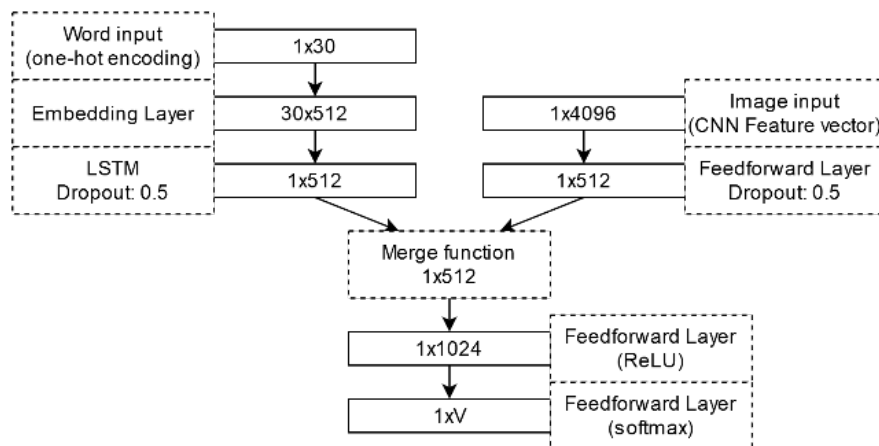 Word input
(one-hot encoding)
1x30
Embedding Layer
30x512
1x4096
Image input
(CNN Feature vector)
LSTM
Dropout: 0.5
1x512
1x512
Feedforward Layer
Dropout: 0.5
Merge function
1x512
1x1024
Feedforward Layer
(ReLU)
1xV
Feedforward Layer
(softmax)